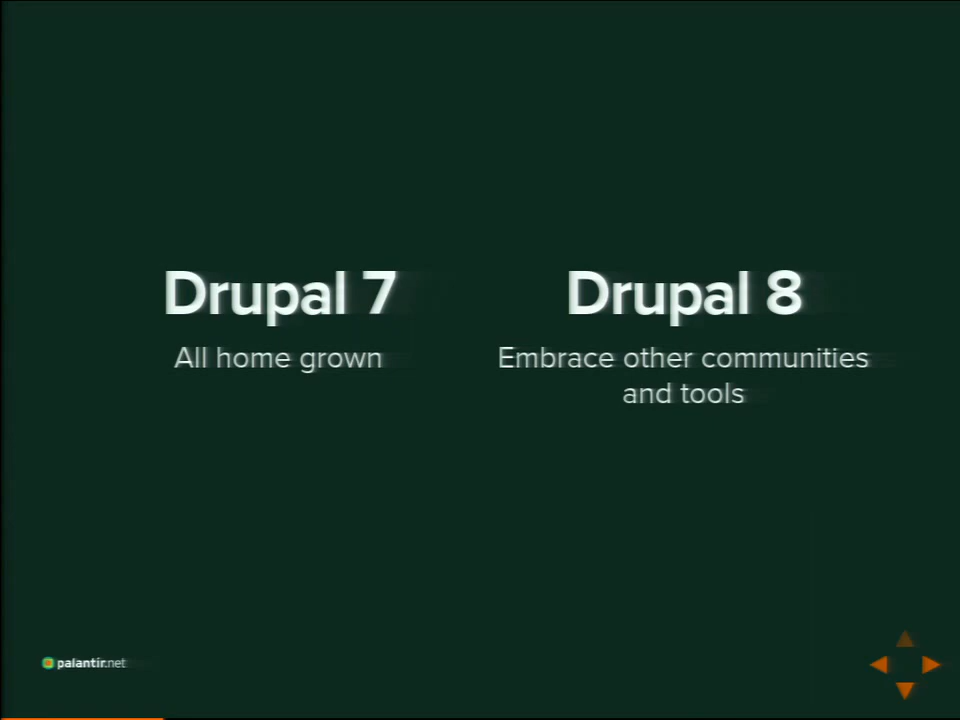 Drupal 7
All home grown
Drupal 8
Embrace other communities
and tools
palantir.net